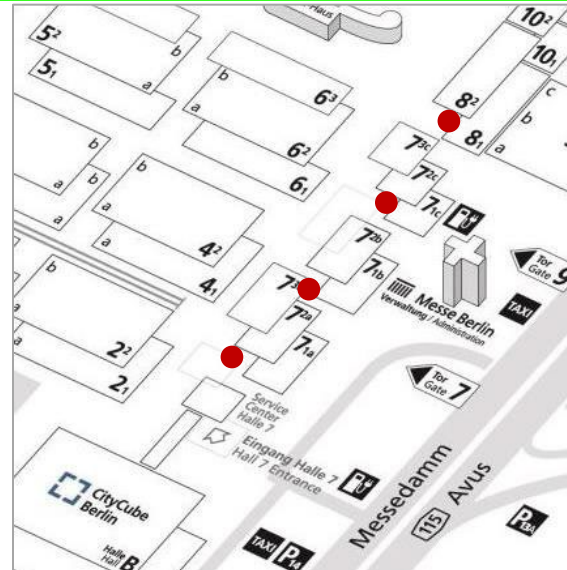 Haus
10²
10₁
5²
b
5₁
a
b
6³
a
6²
6₁
8²
8₁
c
b
a
7³ᶜ
7²ᶜ
7₁c
b
a
b
a
b
4²
a
4₁
7²ᵇ
7₁b
Tor
Gate 9
Messe Berlin
Verwaltung / Administration
TAXI
b
2²
a
2₁
7²ᵃ
7₁a
Tor
Gate 7
Service
Center
Halle 7
Eingang Halle 7
Hall 7 Entrance
CityCube
Berlin
Halle
Hall B
TAXI P14
Messedamm
115 Avus
P